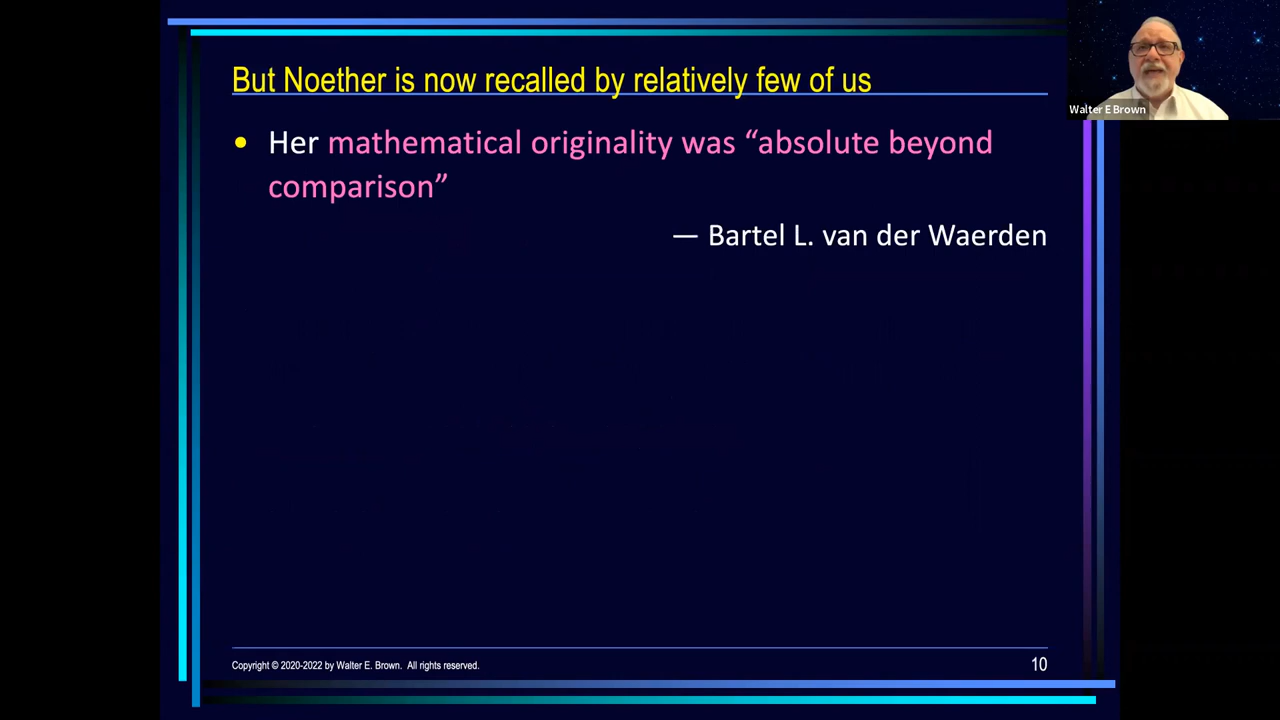 But Noether is now recalled by relatively few of us
Walter E Brown
• Her mathematical originality was “absolute beyond
comparison”
— Bartel L. van der Waerden
Copyright © 2020-2022 by Walter E. Brown. All rights reserved.
10